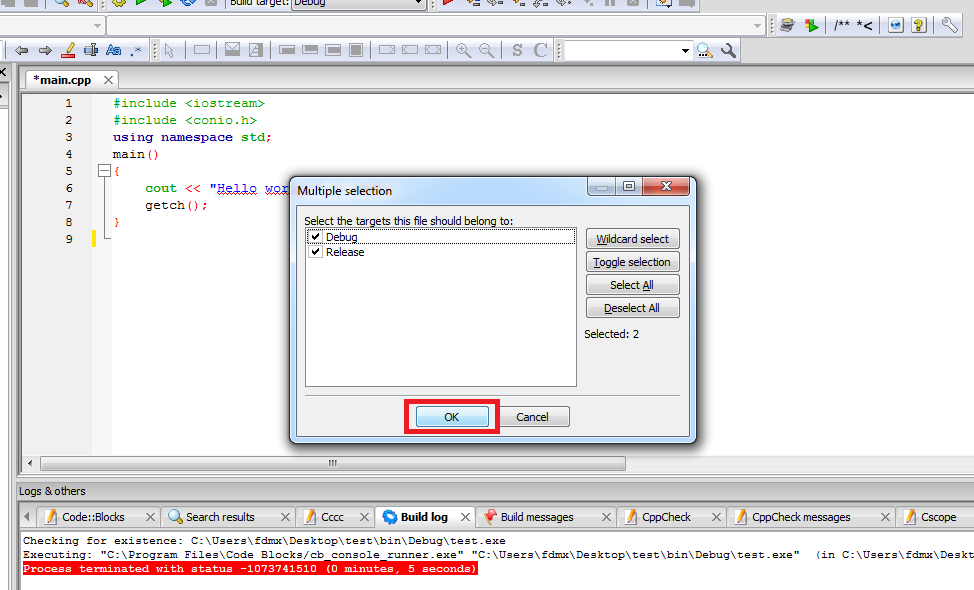 Build target: Debug
/** *<
Aa .*
S C
*main.cpp
1 #include <iostream>
2 #include <conio.h>
3 using namespace std;
4 main()
5 {
6 cout << "Hello wor
7 getch();
8 }
9
Multiple selection
Select the targets this file should belong to:
Debug
Release
Wildcard select
Toggle selection
Select All
Deselect All
Selected: 2
OK
Cancel
Logs & others
Code::Blocks Search results Cccc Build log Build messages CppCheck CppCheck messages Cscope
Checking for existence: C:\Users\fdmx\Desktop\test\bin\Debug\test.exe
Executing: "C:\Program Files\Code Blocks/cb_console_runner.exe" "C:\Users\fdmx\Desktop\test\bin\Debug\test.exe"  (in C:\Users\fdmx\Deskt
Process terminated with status -1073741510 (0 minutes, 5 seconds)